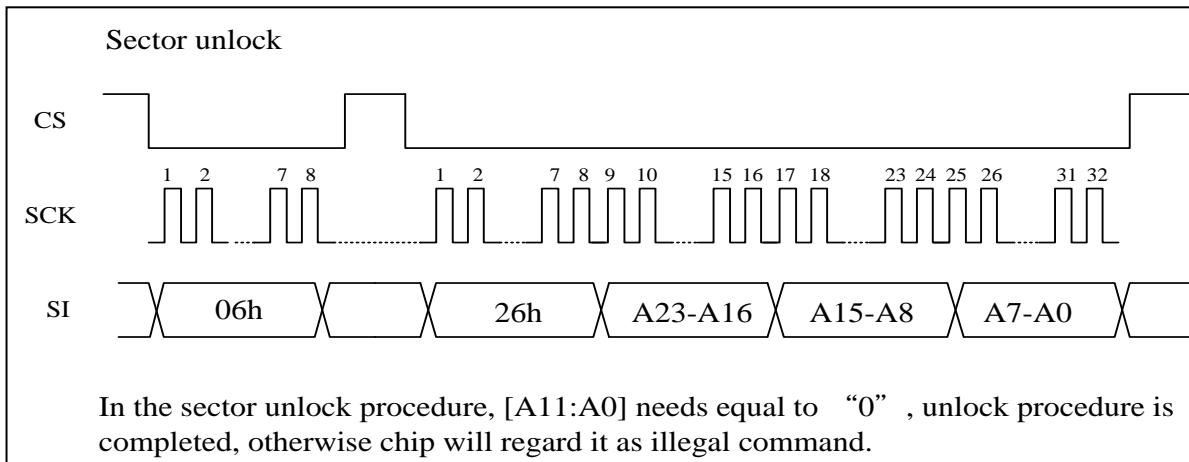 Sector unlock
CS
1 2 7 8 1 2 7 8 9 10 15 16 17 18 23 24 25 26 31 32
SCK
SI 06h 26h A23-A16 A15-A8 A7-A0
In the sector unlock procedure, [A11:A0] needs equal to “0”, unlock procedure is
completed, otherwise chip will regard it as illegal command.